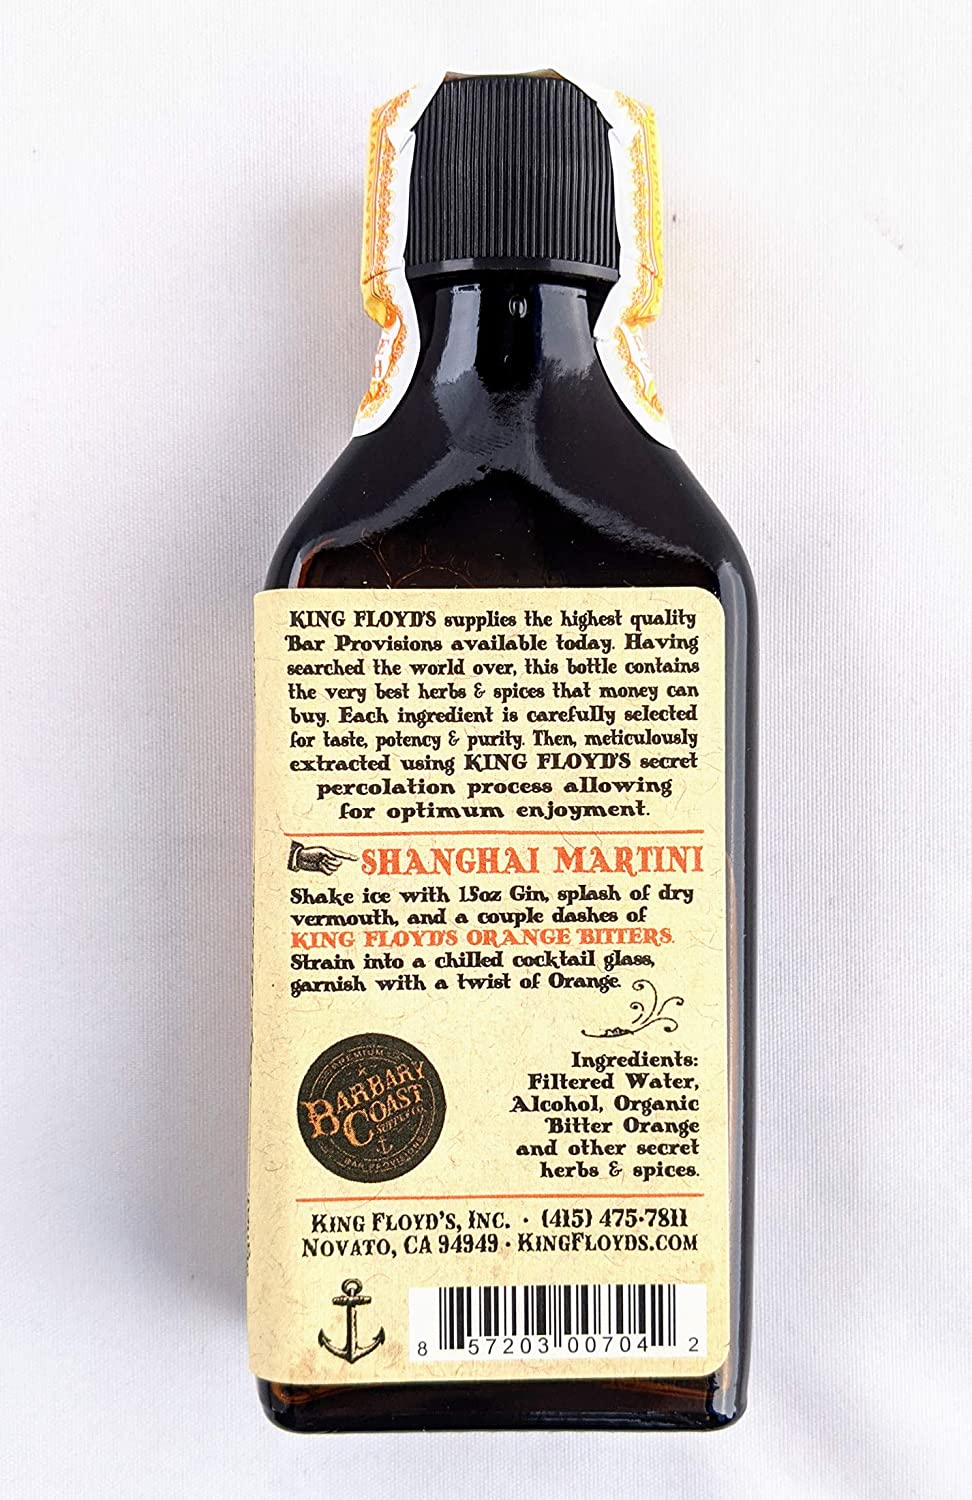 KING FLOYD'S supplies the highest quality
Bar Provisions available today. Having
searched the world over, this bottle contains
the very best herbs & spices that money can
buy. Each ingredient is carefully selected
for taste, potency & purity. Then, meticulously
extracted using KING FLOYD'S secret
percolation process allowing
for optimum enjoyment.
SHANGHAI MARTINI
Shake ice with 1.5oz Gin, splash of dry
vermouth, and a couple dashes of
KING FLOYD'S ORANGE BITTERS.
Strain into a chilled cocktail glass,
garnish with a twist of Orange.
PREMIUM
BARBARY
COAST
SUPPLY CO.
BAR PROVISIONS
Ingredients:
Filtered Water,
Alcohol, Organic
Bitter Orange
and other secret
herbs & spices.
KING FLOYD'S, INC. · (415) 475-7811
NOVATO, CA 94949 · KINGFLOYDS.COM
8 57203 00704 2